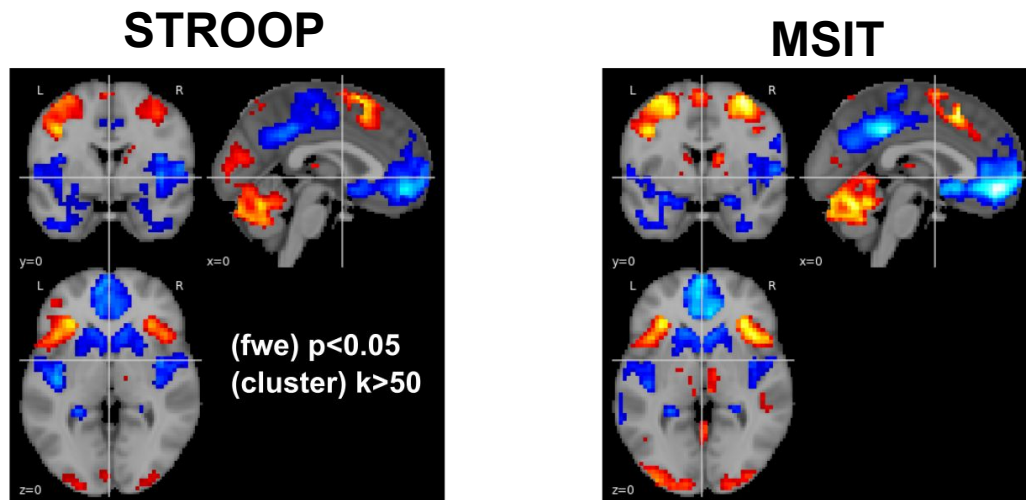 STROOP
L R
y=0 x=0
L R
(fwe) p<0.05
(cluster) k>50
z=0
MSIT
L R
y=0 x=0
L R
z=0